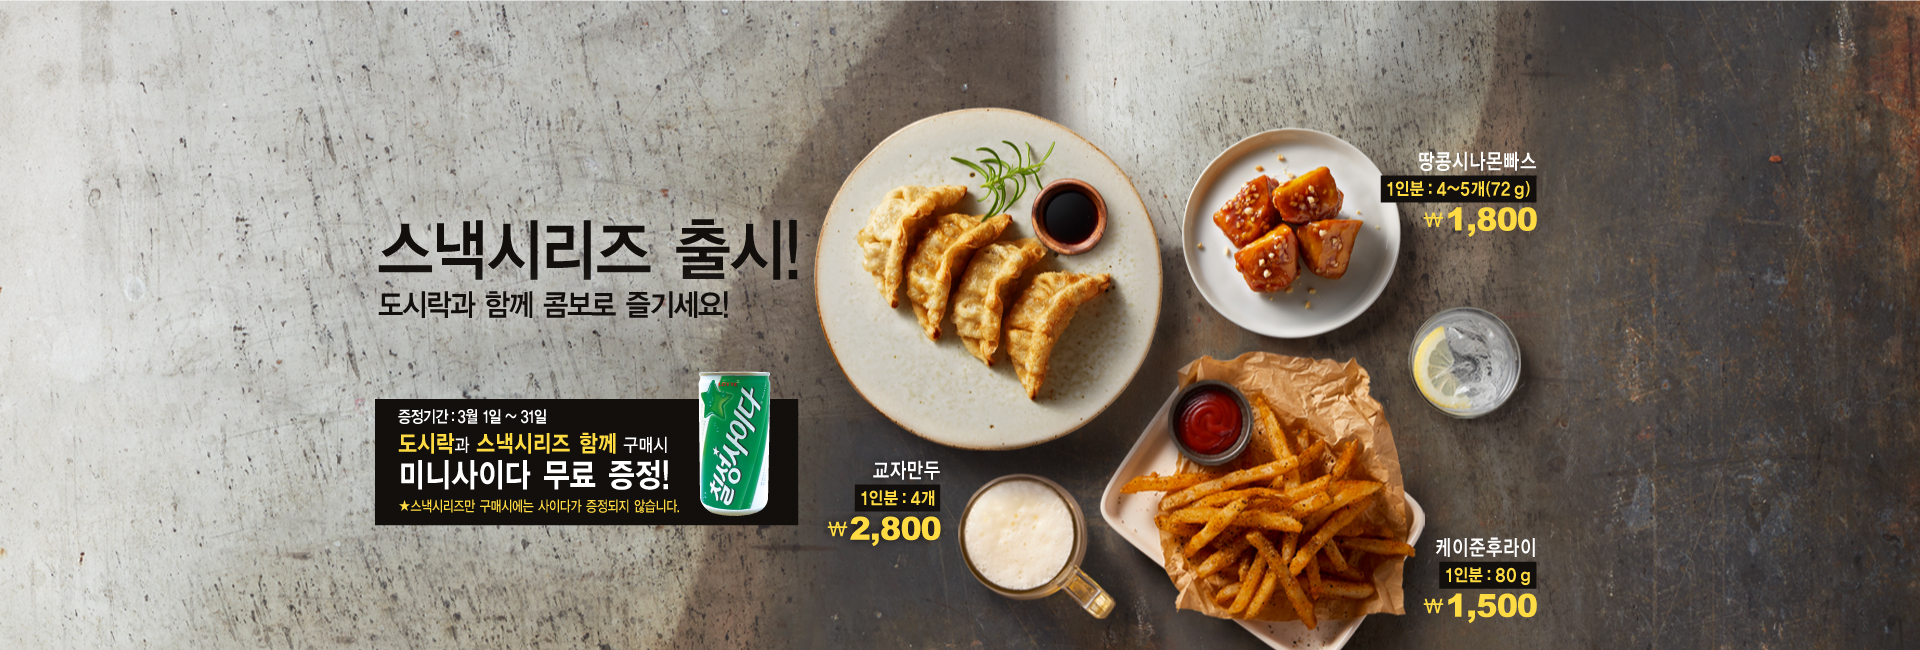 스낵시리즈 출시!
도시락과 함께 콤보로 즐기세요!
증정기간 : 3월 1일 ~ 31일
도시락과 스낵시리즈 함께 구매시
미니사이다 무료 증정!
★스낵시리즈만 구매시에는 사이다가 증정되지 않습니다.
칠성사이다
교자만두
1인분 : 4개
₩2,800
땅콩시나몬빠스
1인분 : 4~5개(72 g)
₩1,800
케이준후라이
1인분 : 80 g
₩1,500